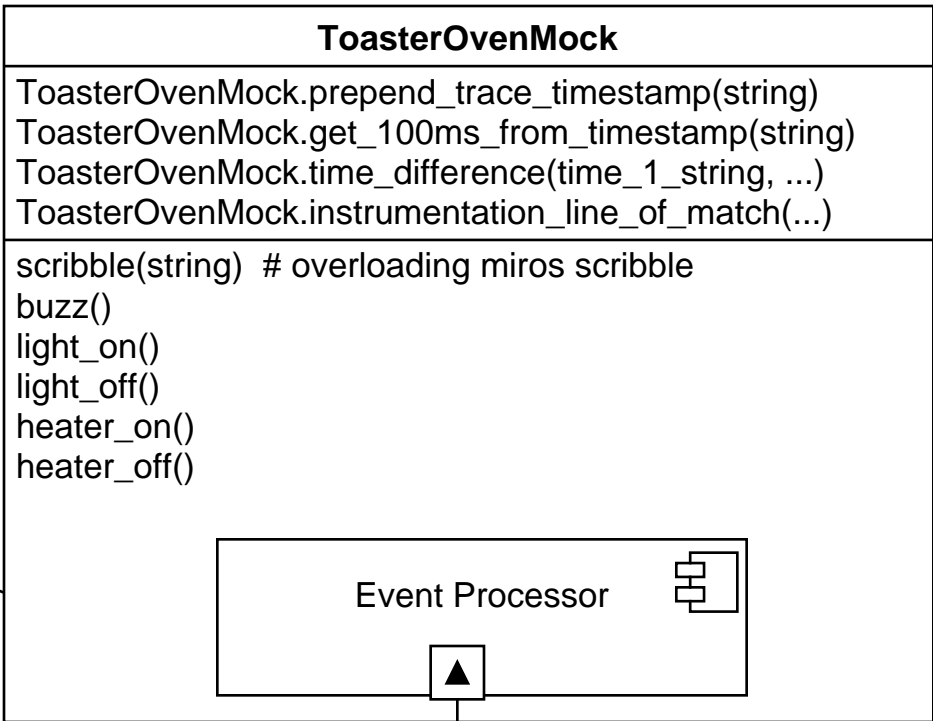 ToasterOvenMock
ToasterOvenMock.prepend_trace_timestamp(string)
ToasterOvenMock.get_100ms_from_timestamp(string)
ToasterOvenMock.time_difference(time_1_string, ...)
ToasterOvenMock.instrumentation_line_of_match(...)
scribble(string)  # overloading miros scribble
buzz()
light_on()
light_off()
heater_on()
heater_off()
Event Processor